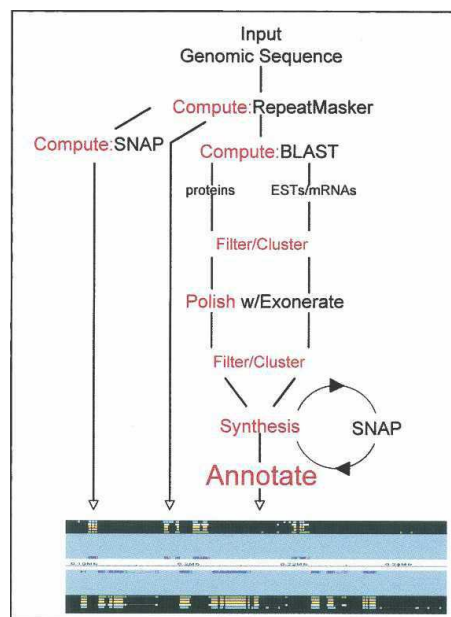 Input
Genomic Sequence
Compute:RepeatMasker
Compute:SNAP
Compute:BLAST
proteins
ESTs/mRNAs
Filter/Cluster
Polish w/Exonerate
Filter/Cluster
Synthesis
SNAP
Annotate